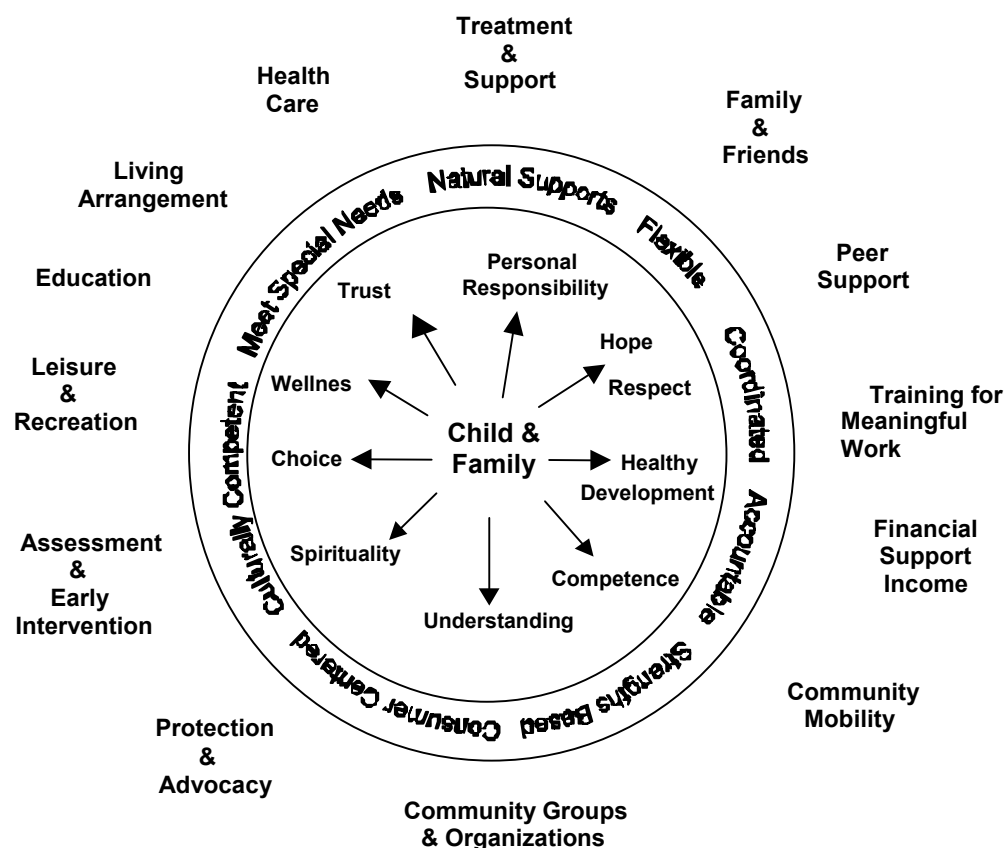 Treatment
&
Support
Health
Care
Family
&
Friends
Living
Arrangement
Peer
Support
Education
Leisure
&
Recreation
Training for
Meaningful
Work
Assessment
&
Early
Intervention
Financial
Support
Income
Protection
&
Advocacy
Community
Mobility
Community Groups
& Organizations
Natural Supports
Flexible
Coordinated
Accountable
Strengths Based
Consumer Centered
Culturally Competent
Meet Special Needs
Trust
Personal
Responsibility
Hope
Respect
Wellnes
Child &
Family
Choice
Healthy
Development
Spirituality
Competence
Understanding